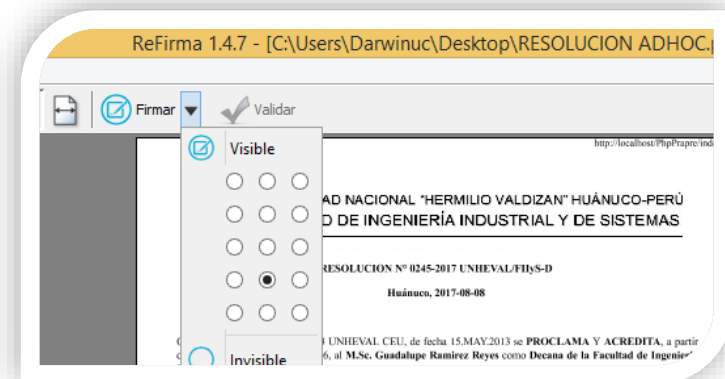 ReFirma 1.4.7 - [C:\Users\Darwinuc\Desktop\RESOLUCION ADHOC.p
Firmar Validar
Visible
http://localhost/PhpPrapre/ind
AD NACIONAL "HERMILIO VALDIZAN" HUÁNUCO-PERÚ
D DE INGENIERÍA INDUSTRIAL Y DE SISTEMAS
RESOLUCION Nº 0245-2017 UNHEVAL/FIIyS-D
Huánuco, 2017-08-08
UNHEVAL CEU, de fecha 15.MAY.2013 se PROCLAMA Y ACREDITA, a partir
6, al M.Sc. Guadalupe Ramirez Reyes como Decana de la Facultad de Ingenier
Invisible